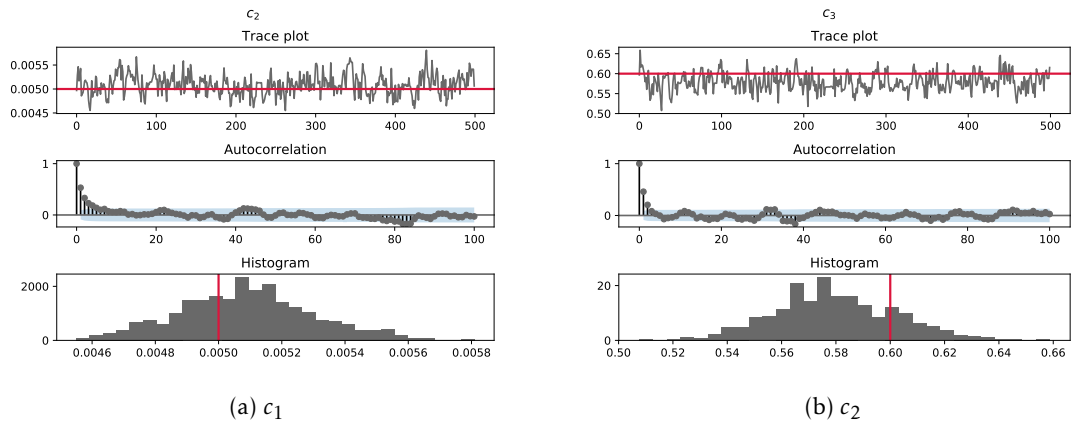 c2
Trace plot
0.0055
0.0050
0.0045
0 100 200 300 400 500
Autocorrelation
1
0
0 20 40 60 80 100
Histogram
2000
0
0.0046 0.0048 0.0050 0.0052 0.0054 0.0056 0.0058
(a) c1
c3
Trace plot
0.65
0.60
0.55
0.50
0 100 200 300 400 500
Autocorrelation
1
0
0 20 40 60 80 100
Histogram
20
0
0.50 0.52 0.54 0.56 0.58 0.60 0.62 0.64 0.66
(b) c2